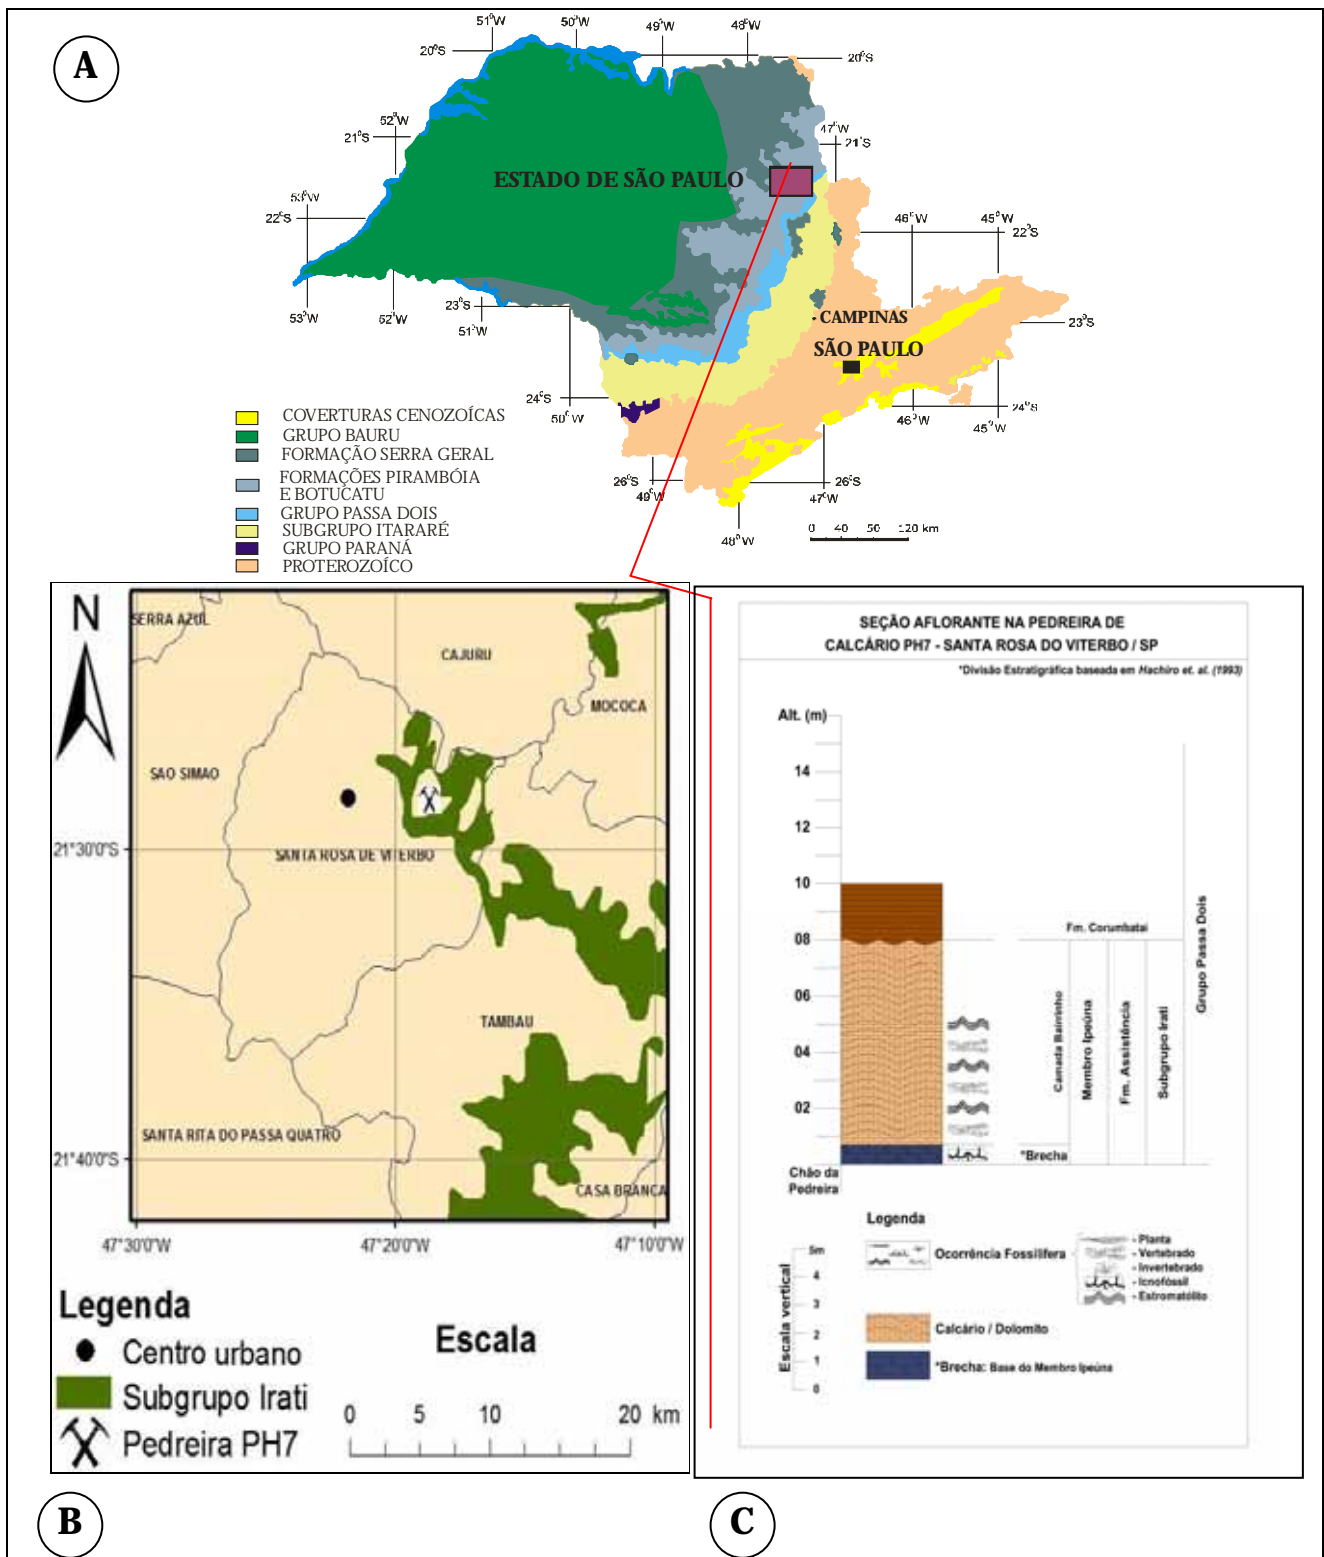 A
51°W
50°W
49°W
48°W
20°S
20°S
52°W
21°S
47°W
21°S
ESTADO DE SÃO PAULO
53°W
22°S
46°W
45°W
22°S
53°W
52°W
23°S
51°W
- CAMPINAS
SÃO PAULO
23°S
24°S
50°W
46°W
45°W
24°S
26°S
49°W
47°W
26°S
48°W
0 40 50 120 km
COVERTURAS CENOZOÍCAS
GRUPO BAURU
FORMAÇÃO SERRA GERAL
FORMAÇÕES PIRAMBÓIA
E BOTUCATU
GRUPO PASSA DOIS
SUBGRUPO ITARARÉ
GRUPO PARANÁ
PROTEROZOÍCO
N
SERRA AZUL
CAJURU
MOCOCA
SAO SIMAO
21°30'0"S
SANTA ROSA DE VITERBO
TAMBAU
SANTA RITA DO PASSA QUATRO
21°40'0"S
CASA BRANCA
47°30'0"W
47°20'0"W
47°10'0"W
Legenda
Centro urbano
Subgrupo Irati
Pedreira PH7
Escala
0 5 10 20 km
B
SEÇÃO AFLORANTE NA PEDREIRA DE
CALCÁRIO PH7 - SANTA ROSA DO VITERBO / SP
*Divisão Estratigráfica baseada em Hachiro et. al. (1993)
Alt. (m)
14
12
10
08
06
04
02
Chão da
Pedreira
Fm. Corumbatai
Camada Bairrinho
Membro Ipeúna
Fm. Assistência
Subgrupo Irati
Grupo Passa Dois
*Brecha
Legenda
Ocorrência Fossilífera
- Planta
- Vertebrado
- Invertebrado
- Icnofóssil
- Estromatólito
Calcário / Dolomito
*Brecha: Base do Membro Ipeúna
Escala vertical
5m
4
3
2
1
0
C